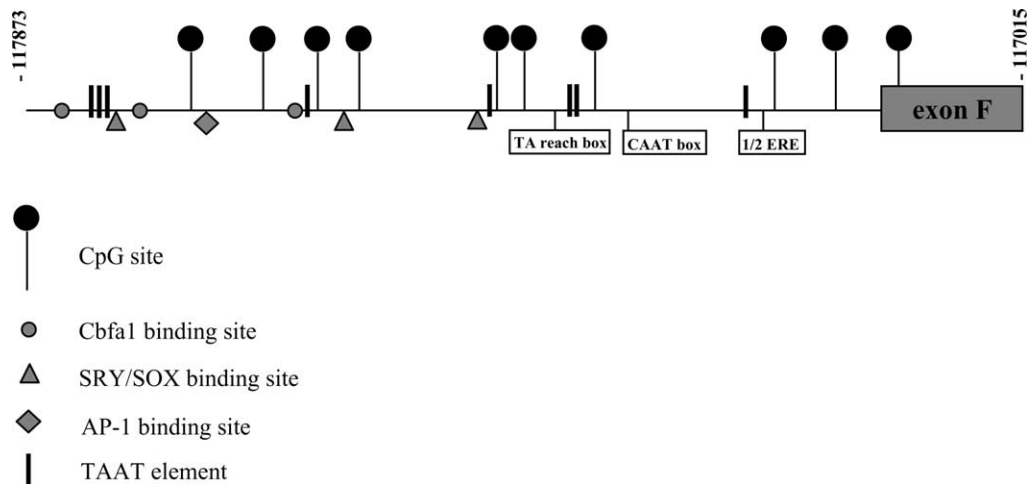 - 117873
- 117015
exon F
TA reach box
CAAT box
1/2 ERE
CpG site
Cbfa1 binding site
SRY/SOX binding site
AP-1 binding site
TAAT element